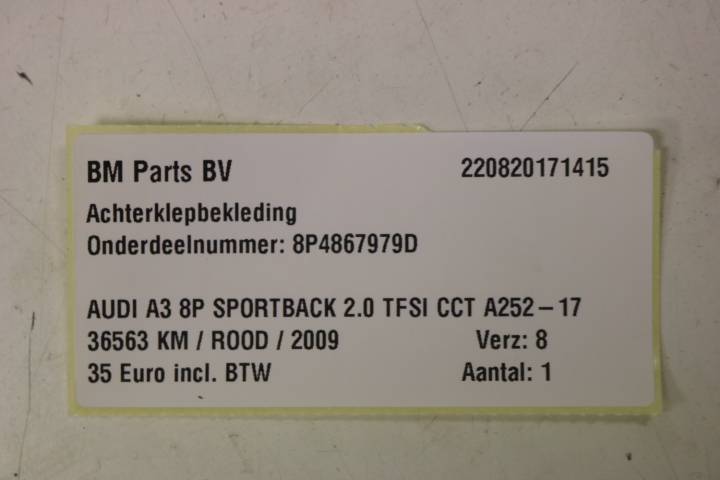 BM Parts BV 220820171415
Achterklepbekleding
Onderdeelnummer: 8P4867979D
AUDI A3 8P SPORTBACK 2.0 TFSI CCT A252-17
36563 KM / ROOD / 2009 Verz: 8
35 Euro incl. BTW Aantal: 1